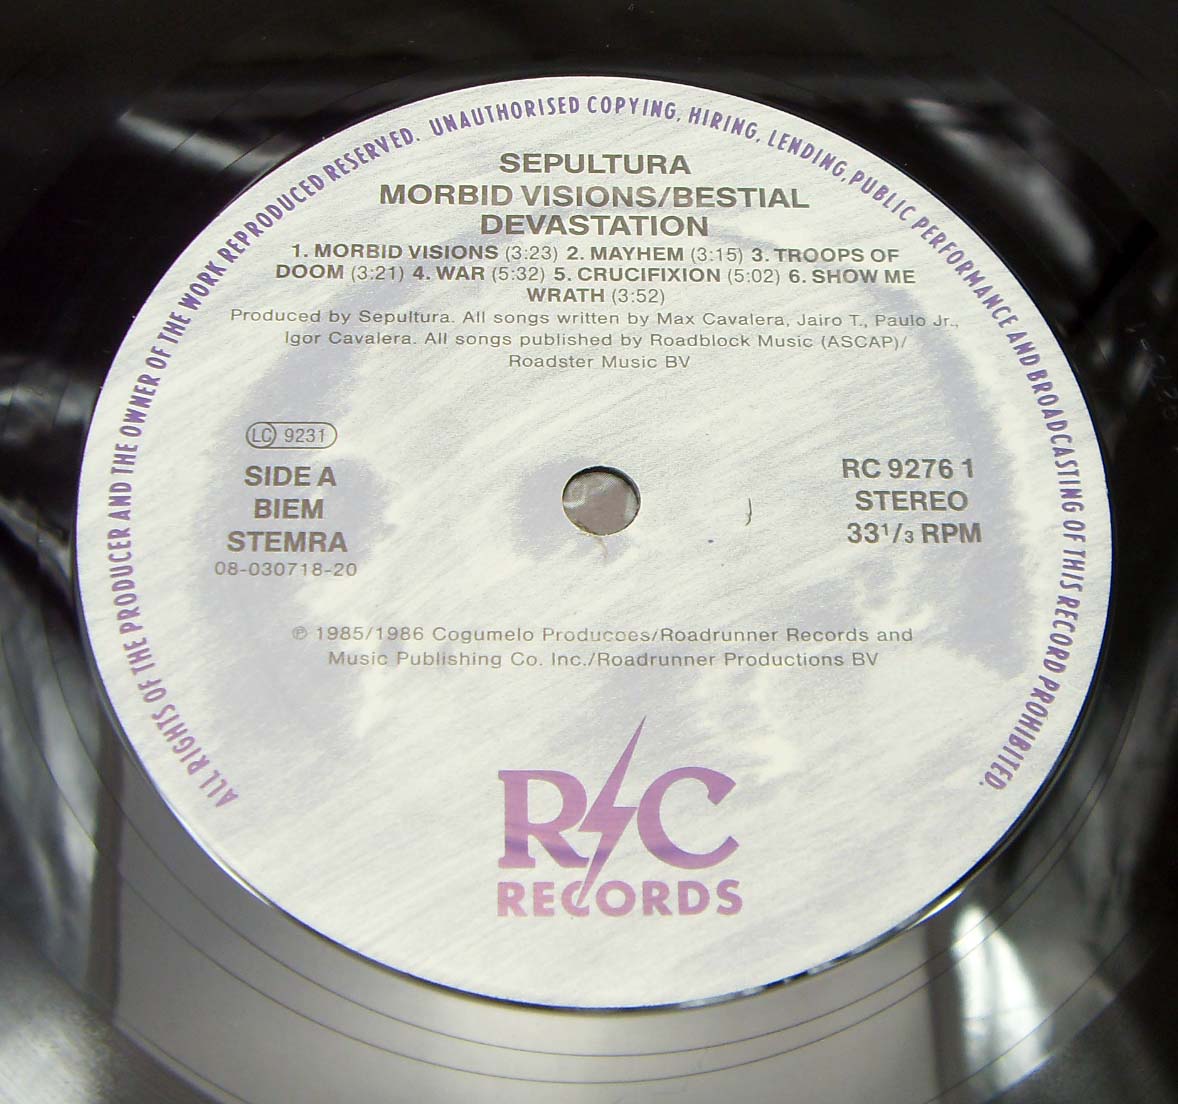 ALL RIGHTS OF THE PRODUCER AND THE OWNER OF THE WORK REPRODUCED RESERVED. UNAUTHORISED COPYING, HIRING, LENDING, PUBLIC PERFORMANCE AND BROADCASTING OF THIS RECORD PROHIBITED.
SEPULTURA
MORBID VISIONS/BESTIAL
DEVASTATION
1. MORBID VISIONS (3:23) 2. MAYHEM (3:15) 3. TROOPS OF
DOOM (3:21) 4. WAR (5:32) 5. CRUCIFIXION (5:02) 6. SHOW ME
WRATH (3:52)
Produced by Sepultura. All songs written by Max Cavalera, Jairo T., Paulo Jr.,
Igor Cavalera. All songs published by Roadblock Music (ASCAP)/
Roadster Music BV
LC 9231
SIDE A
BIEM
STEMRA
08-030718-20
RC 9276 1
STEREO
33 1/3 RPM
℗ 1985/1986 Cogumelo Producoes/Roadrunner Records and
Music Publishing Co. Inc./Roadrunner Productions BV
R/C
RECORDS